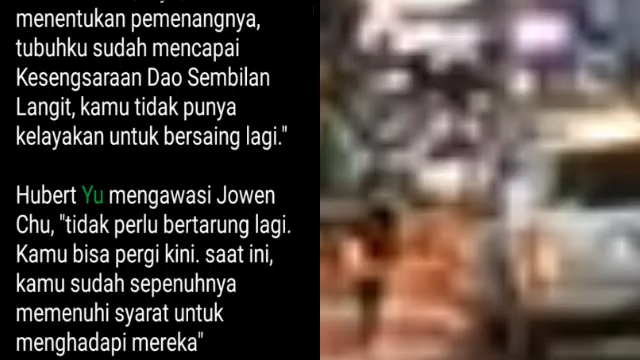 menentukan pemenangnya,
tubuhku sudah mencapai
Kesengsaraan Dao Sembilan
Langit, kamu tidak punya
kelayakan untuk bersaing lagi."
Hubert Yu mengawasi Jowen
Chu, "tidak perlu bertarung lagi.
Kamu bisa pergi kini. saat ini,
kamu sudah sepenuhnya
memenuhi syarat untuk
menghadapi mereka"